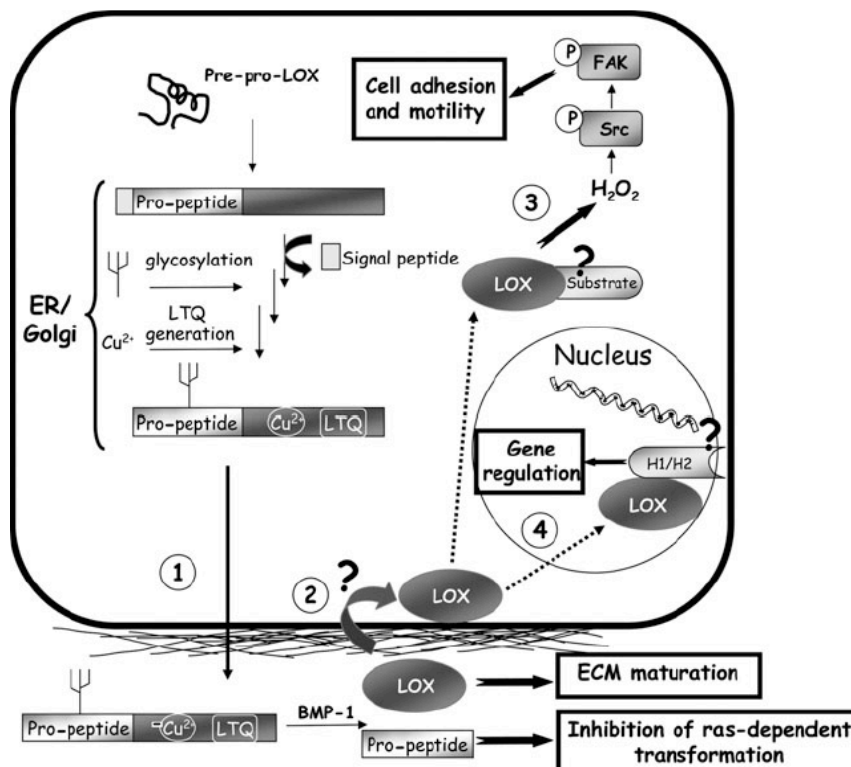 Pre-pro-LOX
Cell adhesion
and motility
P
FAK
P
Src
H₂O₂
3
Pro-peptide
Signal peptide
glycosylation
ER/
Golgi
LTQ
generation
Cu²⁺
Pro-peptide
Cu²⁺
LTQ
?
LOX
Substrate
Nucleus
?
Gene
regulation
H1/H2
LOX
4
1
2
?
LOX
LOX
ECM maturation
Pro-peptide
Cu²⁺
LTQ
BMP-1
Pro-peptide
Inhibition of ras-dependent
transformation